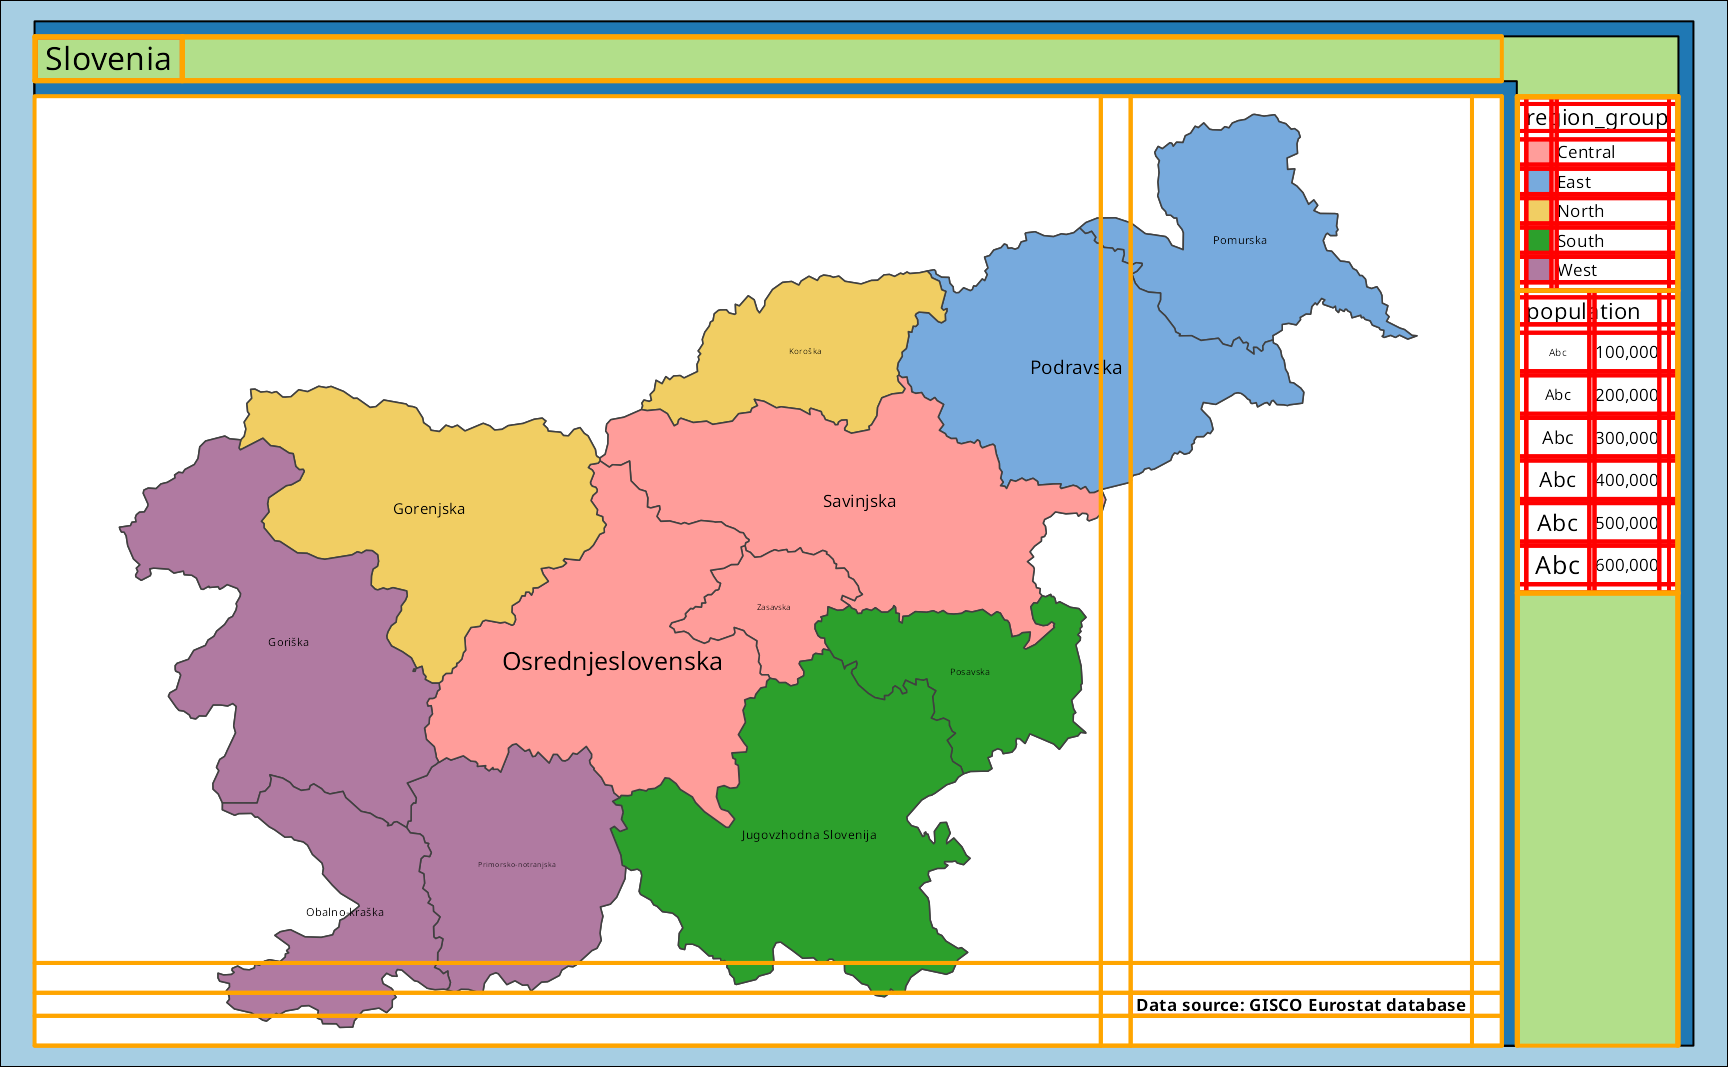 Slovenia
region_group
Central
East
North
South
West
population
Abc 100,000
Abc 200,000
Abc 300,000
Abc 400,000
Abc 500,000
Abc 600,000
Pomurska
Koroška
Podravska
Savinjska
Gorenjska
Zasavska
Goriška
Osrednjeslovenska
Posavska
Jugovzhodna Slovenija
Primorsko-notranjska
Obalno-kraška
Data source: GISCO Eurostat database